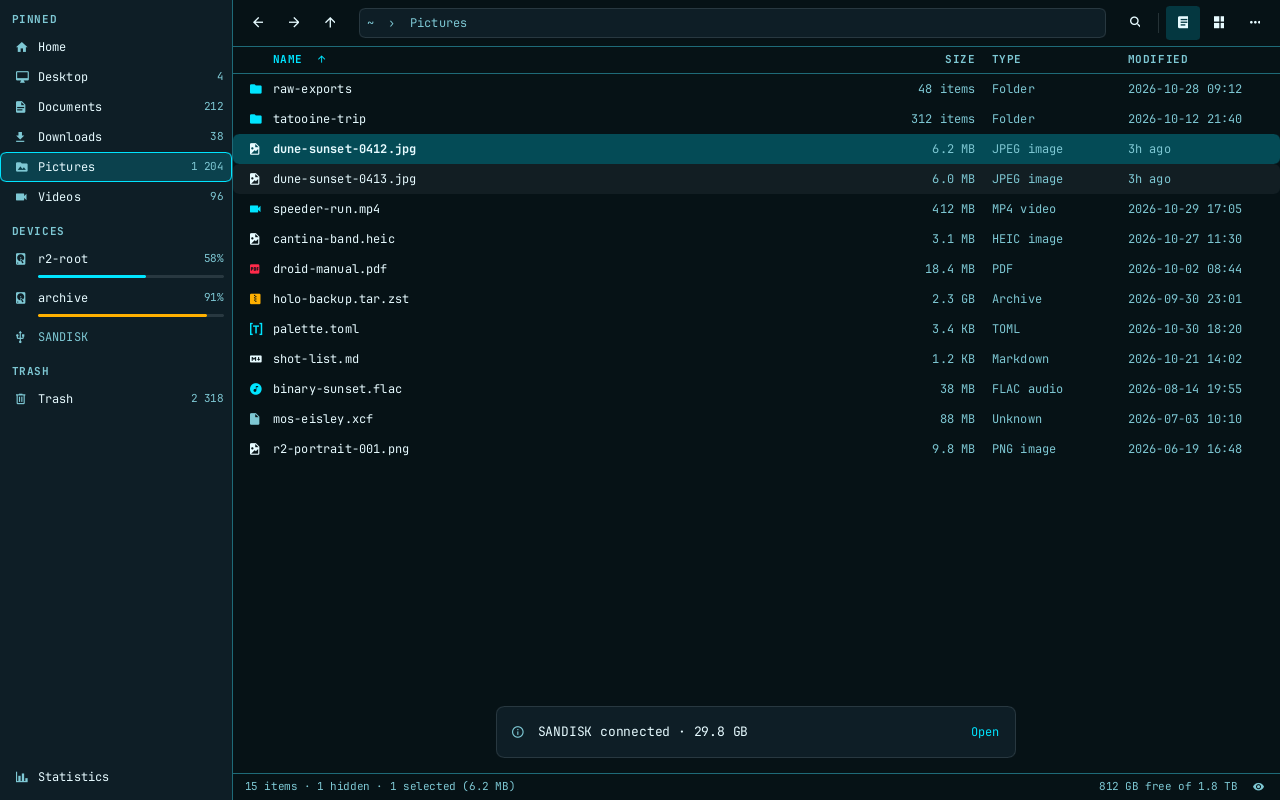 PINNED
Home
Desktop 4
Documents 212
Downloads 38
Pictures 1 204
Videos 96
DEVICES
r2-root 58%
archive 91%
SANDISK
TRASH
Trash 2 318
Statistics
~ › Pictures
NAME ↑ SIZE TYPE MODIFIED
raw-exports 48 items Folder 2026-10-28 09:12
tatooine-trip 312 items Folder 2026-10-12 21:40
dune-sunset-0412.jpg 6.2 MB JPEG image 3h ago
dune-sunset-0413.jpg 6.0 MB JPEG image 3h ago
speeder-run.mp4 412 MB MP4 video 2026-10-29 17:05
cantina-band.heic 3.1 MB HEIC image 2026-10-27 11:30
droid-manual.pdf 18.4 MB PDF 2026-10-02 08:44
holo-backup.tar.zst 2.3 GB Archive 2026-09-30 23:01
palette.toml 3.4 KB TOML 2026-10-30 18:20
shot-list.md 1.2 KB Markdown 2026-10-21 14:02
binary-sunset.flac 38 MB FLAC audio 2026-08-14 19:55
mos-eisley.xcf 88 MB Unknown 2026-07-03 10:10
r2-portrait-001.png 9.8 MB PNG image 2026-06-19 16:48
SANDISK connected · 29.8 GB Open
15 items · 1 hidden · 1 selected (6.2 MB) 812 GB free of 1.8 TB